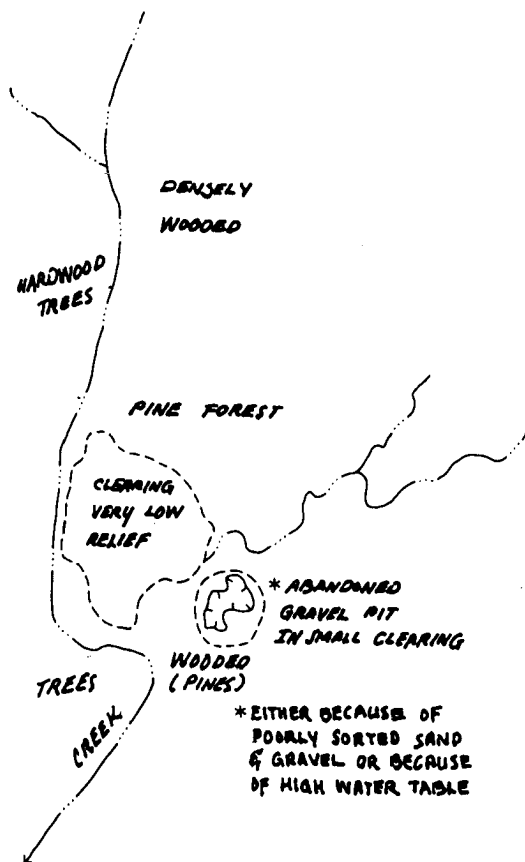 DENSELY
WOODED
HARDWOOD
TREES
PINE FOREST
CLEARING
VERY LOW
RELIEF
* ABANDONED
GRAVEL PIT
IN SMALL CLEARING
WOODED
(PINES)
TREES
CREEK
* EITHER BECAUSE OF
POORLY SORTED SAND
& GRAVEL OR BECAUSE
OF HIGH WATER TABLE